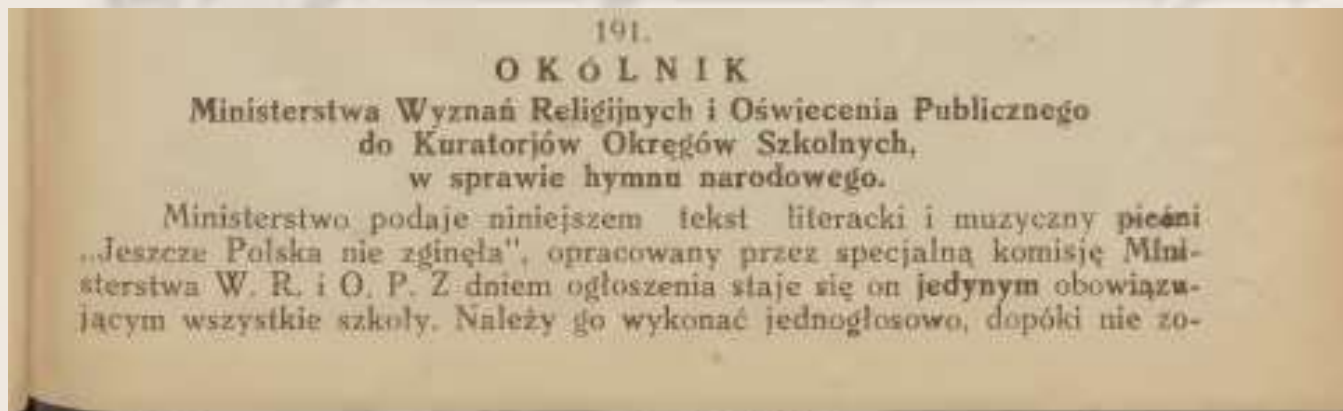 191.
OKÓLNIK
Ministerstwa Wyznań Religijnych i Oświecenia Publicznego
do Kuratorjów Okręgów Szkolnych,
w sprawie hymnu narodowego.
Ministerstwo podaje niniejszem tekst literacki i muzyczny pieśni
„Jeszcze Polska nie zginęła", opracowany przez specjalną komisję Mini-
sterstwa W. R. i O. P. Z dniem ogłoszenia staje się on jedynym obowiązu-
jącym wszystkie szkoły. Należy go wykonać jednogłosowo, dopóki nie zo-